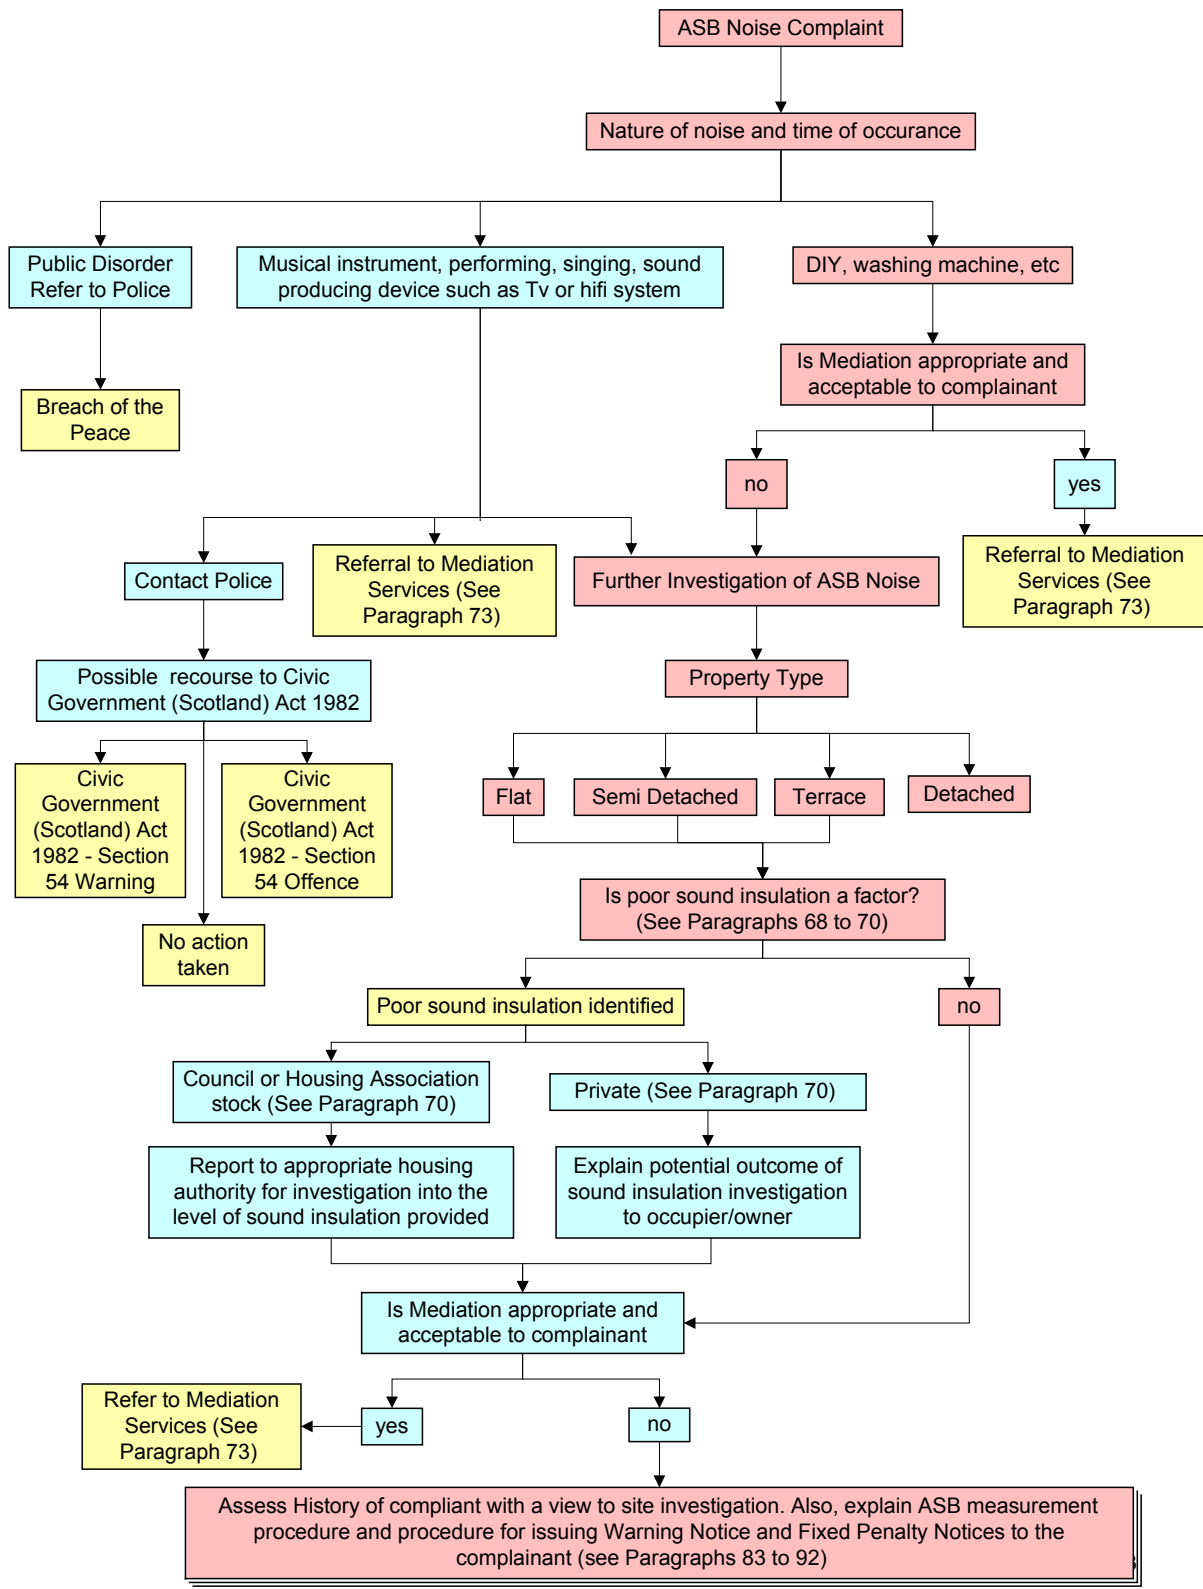 ASB Noise Complaint
Nature of noise and time of occurance
Public Disorder
Refer to Police
Musical instrument, performing, singing, sound
producing device such as Tv or hifi system
DIY, washing machine, etc
Is Mediation appropriate and
acceptable to complainant
Breach of the
Peace
no
yes
Contact Police
Referral to Mediation
Services (See
Paragraph 73)
Further Investigation of ASB Noise
Referral to Mediation
Services (See
Paragraph 73)
Possible recourse to Civic
Government (Scotland) Act 1982
Property Type
Civic
Government
(Scotland) Act
1982 - Section
54 Warning
Civic
Government
(Scotland) Act
1982 - Section
54 Offence
Flat
Semi Detached
Terrace
Detached
No action
taken
Is poor sound insulation a factor?
(See Paragraphs 68 to 70)
Poor sound insulation identified
no
Council or Housing Association
stock (See Paragraph 70)
Private (See Paragraph 70)
Report to appropriate housing
authority for investigation into the
level of sound insulation provided
Explain potential outcome of
sound insulation investigation
to occupier/owner
Is Mediation appropriate and
acceptable to complainant
Refer to Mediation
Services (See
Paragraph 73)
yes
no
Assess History of compliant with a view to site investigation. Also, explain ASB measurement
procedure and procedure for issuing Warning Notice and Fixed Penalty Notices to the
complainant (see Paragraphs 83 to 92)